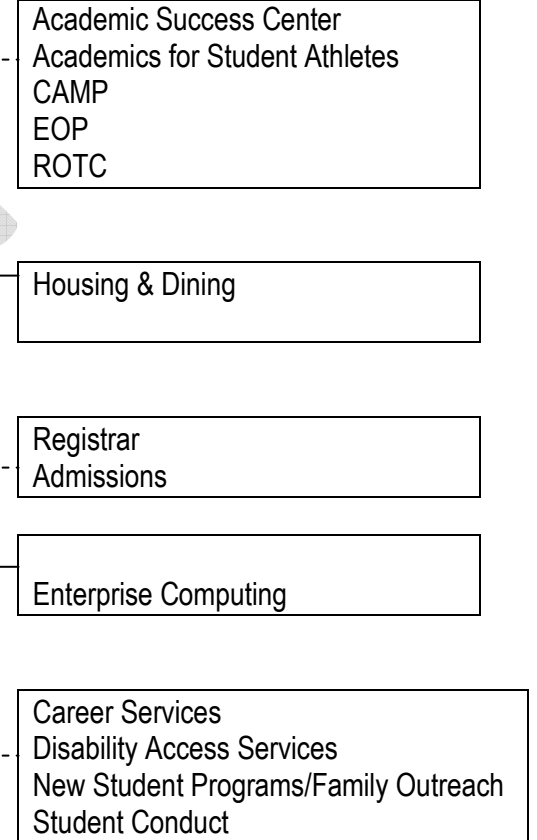 Academic Success Center
Academics for Student Athletes
CAMP
EOP
ROTC
Housing & Dining
Registrar
Admissions
Enterprise Computing
Career Services
Disability Access Services
New Student Programs/Family Outreach
Student Conduct